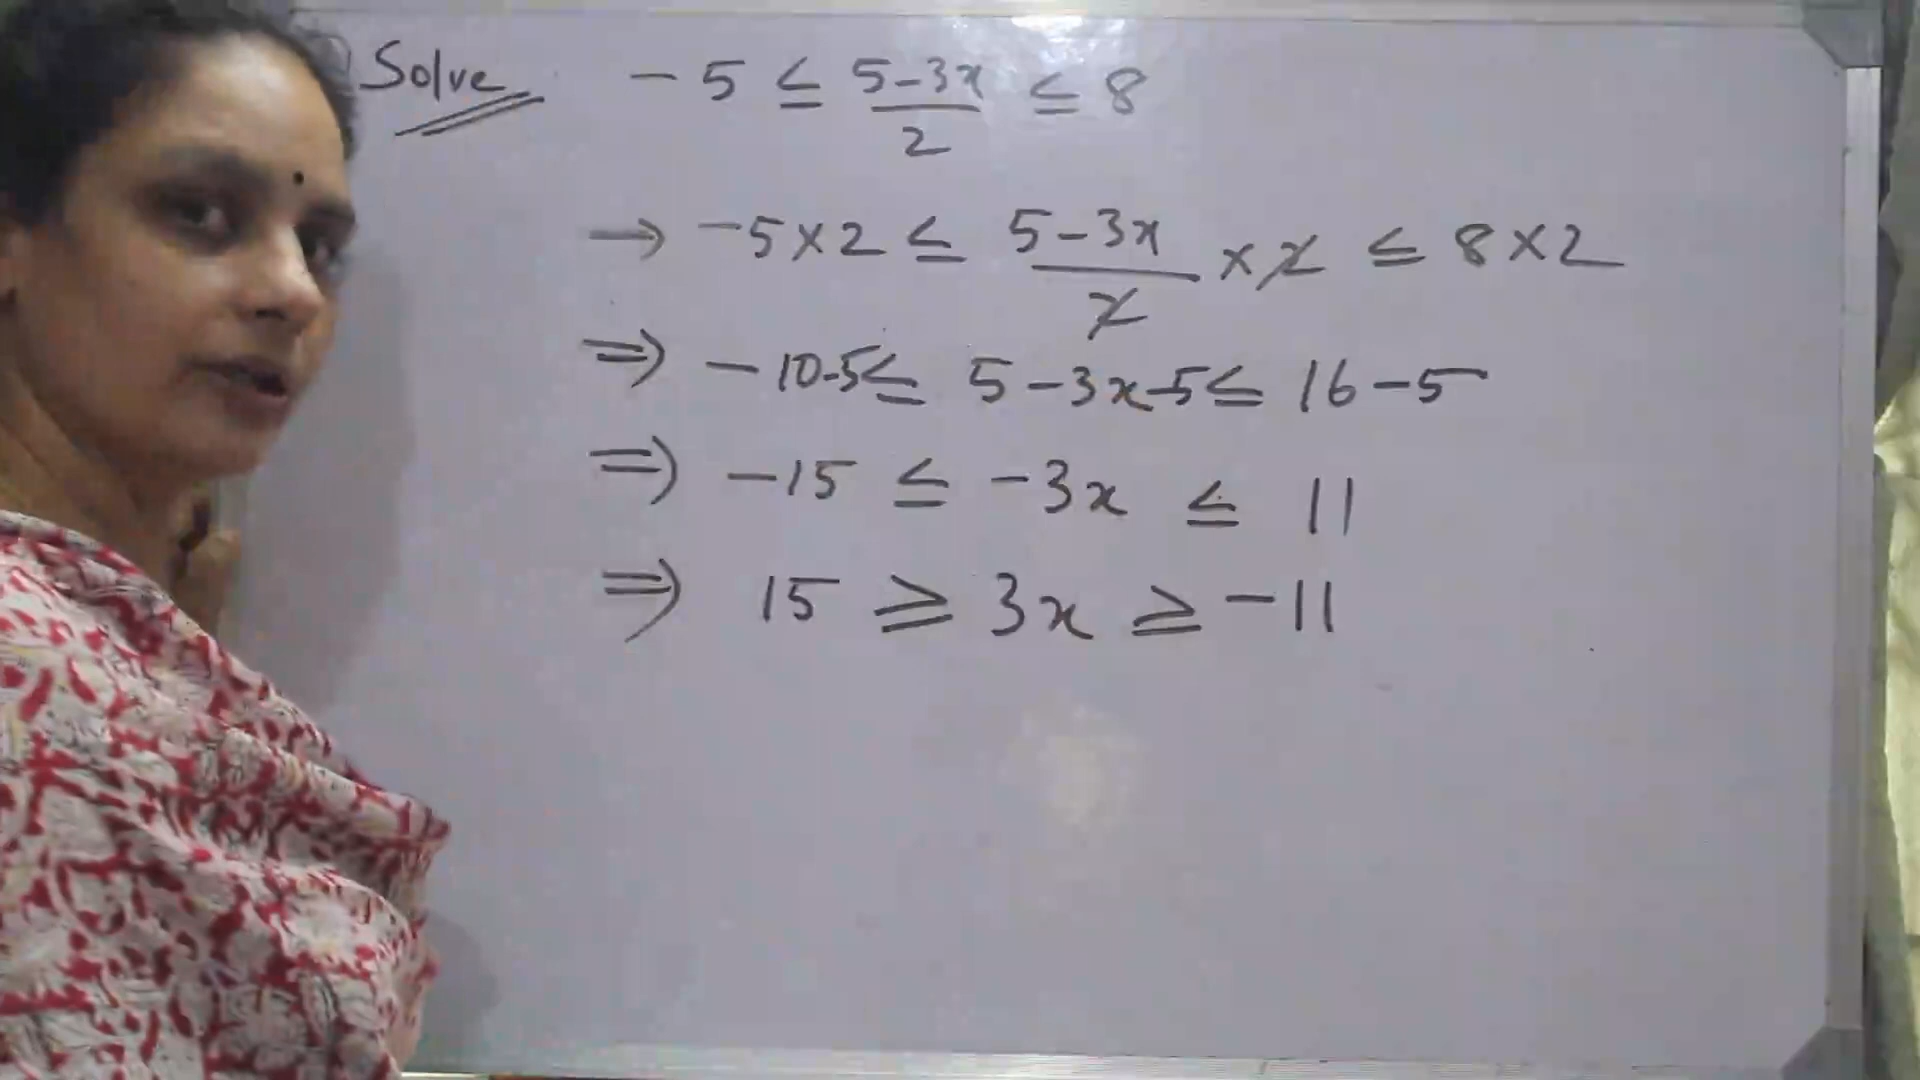 Solve -5 ≤ (5-3x)/2 ≤ 8
→ -5×2 ≤ (5-3x)/2 ×2 ≤ 8×2
⇒ -10-5 ≤ 5-3x-5 ≤ 16-5
⇒ -15 ≤ -3x ≤ 11
⇒ 15 ≥ 3x ≥ -11